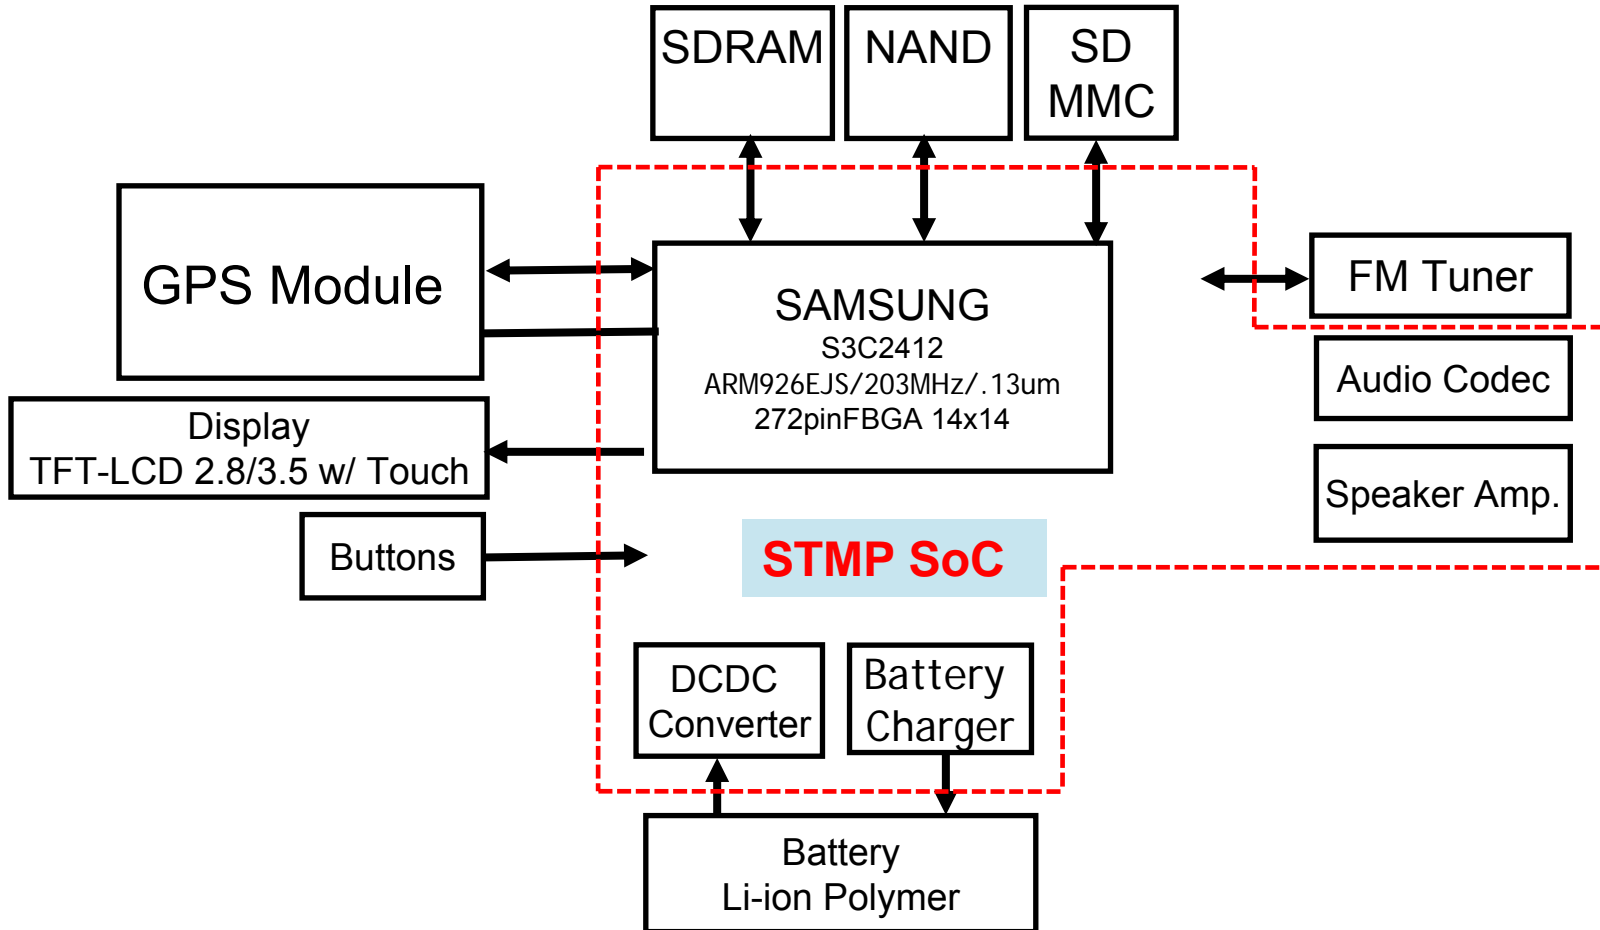 SDRAM
NAND
SD
MMC
GPS Module
SAMSUNG
S3C2412
ARM926EJS/203MHz/.13um
272pinFBGA 14x14
FM Tuner
Audio Codec
Speaker Amp.
Display
TFT-LCD 2.8/3.5 w/ Touch
Buttons
STMP SoC
DCDC
Converter
Battery
Charger
Battery
Li-ion Polymer